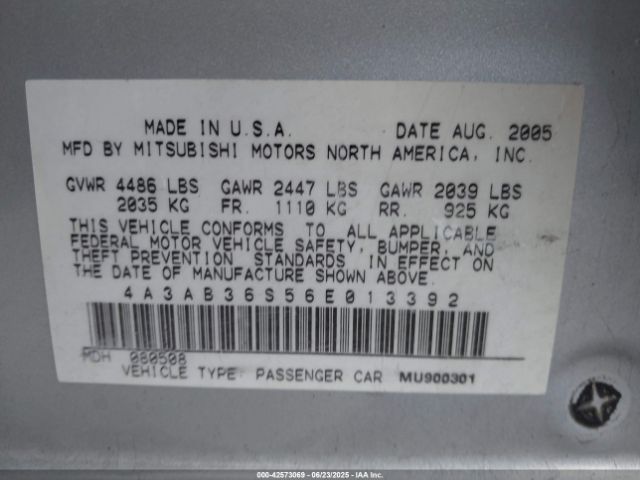 MADE IN U.S.A. DATE AUG. 2005
MFD BY MITSUBISHI MOTORS NORTH AMERICA, INC.
GVWR 4486 LBS GAWR 2447 LBS GAWR 2039 LBS
2035 KG FR. 1110 KG RR. 925 KG
THIS VEHICLE CONFORMS TO ALL APPLICABLE
FEDERAL MOTOR VEHICLE SAFETY, BUMPER, AND
THEFT PREVENTION STANDARDS IN EFFECT ON
THE DATE OF MANUFACTURE SHOWN ABOVE.
4A3AB36S56E013392
MDH 080508
VEHICLE TYPE: PASSENGER CAR MU900301
000-42573069 - 06/23/2025 - IAA Inc.